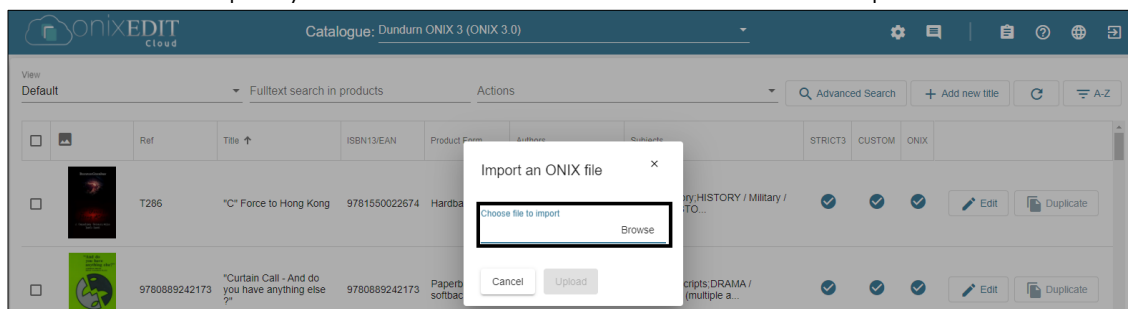 onixEDIT
Cloud
Catalogue: Dundurn ONIX 3 (ONIX 3.0)
View
Default
Fulltext search in products
Actions
Advanced Search
+ Add new title
A-Z
Ref
Title ↑
ISBN13/EAN
Product Form
Authors
Subjects
STRICT3
CUSTOM
ONIX
Import an ONIX file
×
Choose file to import
Browse
Cancel
Upload
T286
"C" Force to Hong Kong
9781550022674
Hardba
ory;HISTORY / Military /
STO...
Edit
Duplicate
9780889242173
"Curtain Call - And do
you have anything else
?"
9780889242173
Paperb
softbac
cripts;DRAMA /
(multiple a...
Edit
Duplicate